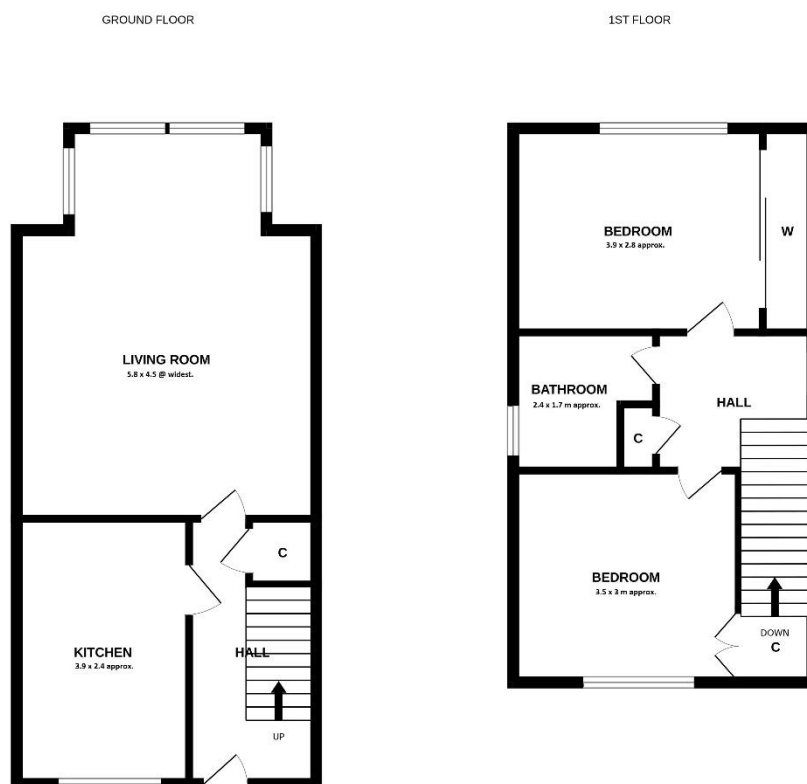 GROUND FLOOR
LIVING ROOM
5.8 x 4.5 @ widest.
C
KITCHEN
3.9 x 2.4 approx.
HALL
UP
1ST FLOOR
BEDROOM
3.9 x 2.8 approx.
W
BATHROOM
2.4 x 1.7 m approx.
HALL
C
BEDROOM
3.5 x 3 m approx.
DOWN
C